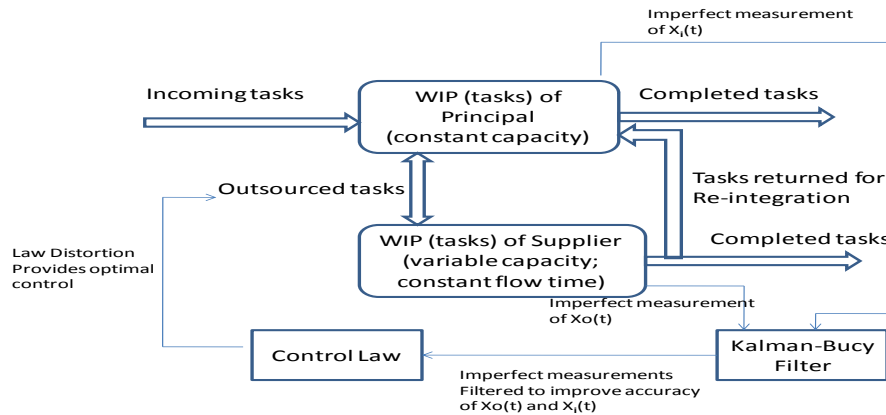 Imperfect measurement
of Xi(t)
Incoming tasks
WIP (tasks) of
Principal
(constant capacity)
Completed tasks
Outsourced tasks
Tasks returned for
Re-integration
WIP (tasks) of Supplier
(variable capacity;
constant flow time)
Completed tasks
Law Distortion
Provides optimal
control
Imperfect measurement
of Xo(t)
Control Law
Kalman-Bucy
Filter
Imperfect measurements
Filtered to improve accuracy
of Xo(t) and Xi(t)